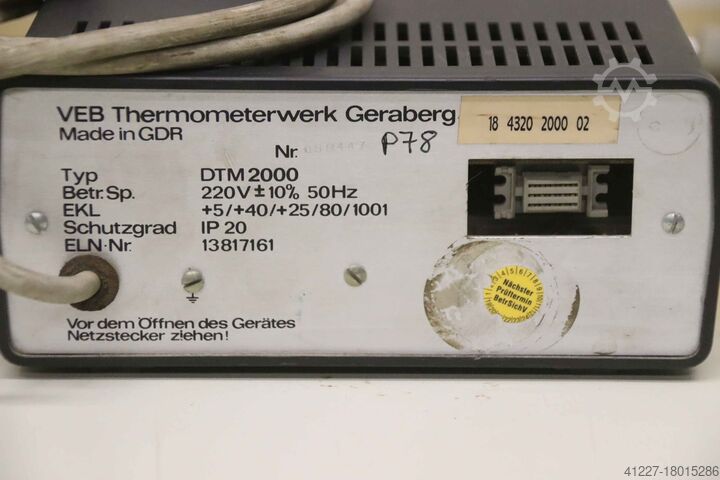 VEB Thermometerwerk Geraberg
Made in GDR
18 4320 2000 02
Nr.
P78
Typ DTM 2000
Betr.Sp. 220V ± 10% 50Hz
EKL +5/+40/+25/80/1001
Schutzgrad IP 20
ELN-Nr. 13817161
Vor dem Öffnen des Gerätes
Netzstecker ziehen!
Nächster
Prüftermin
BetrSichV
41227-18015286